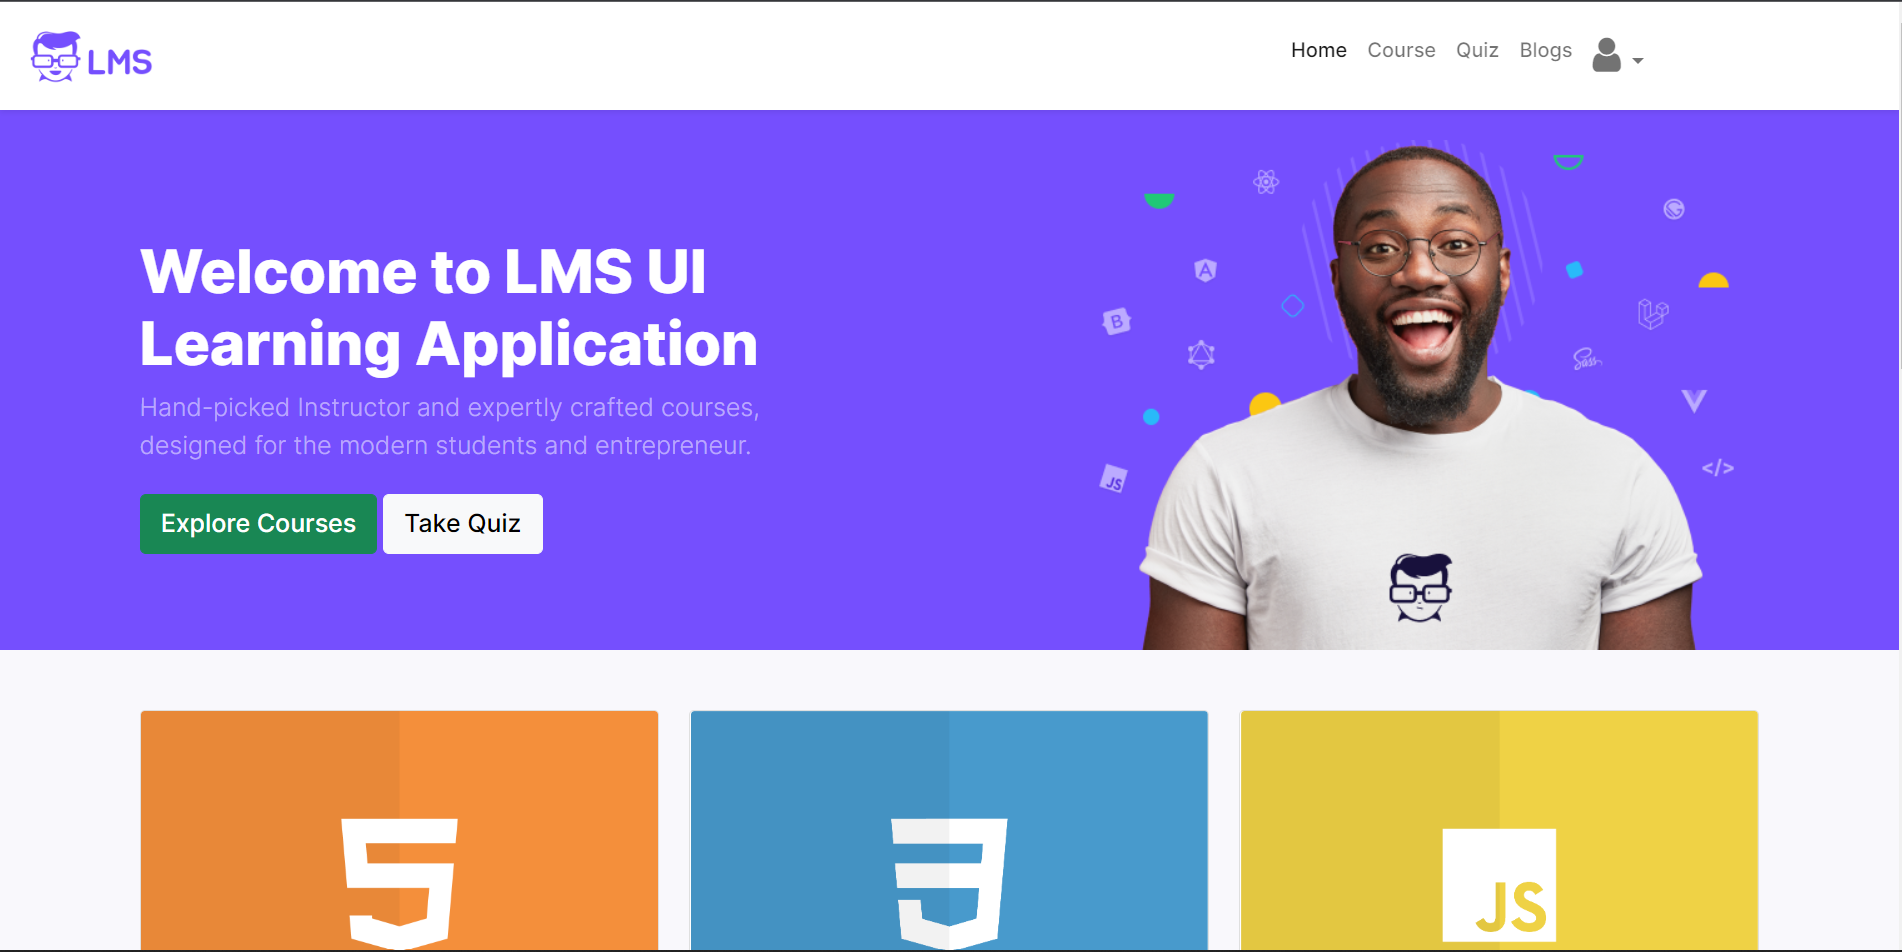 LMS
Home Course Quiz Blogs
Welcome to LMS UI
Learning Application
Hand-picked Instructor and expertly crafted courses,
designed for the modern students and entrepreneur.
Explore Courses Take Quiz
A
B
Sass
JS
</>
5
3
JS